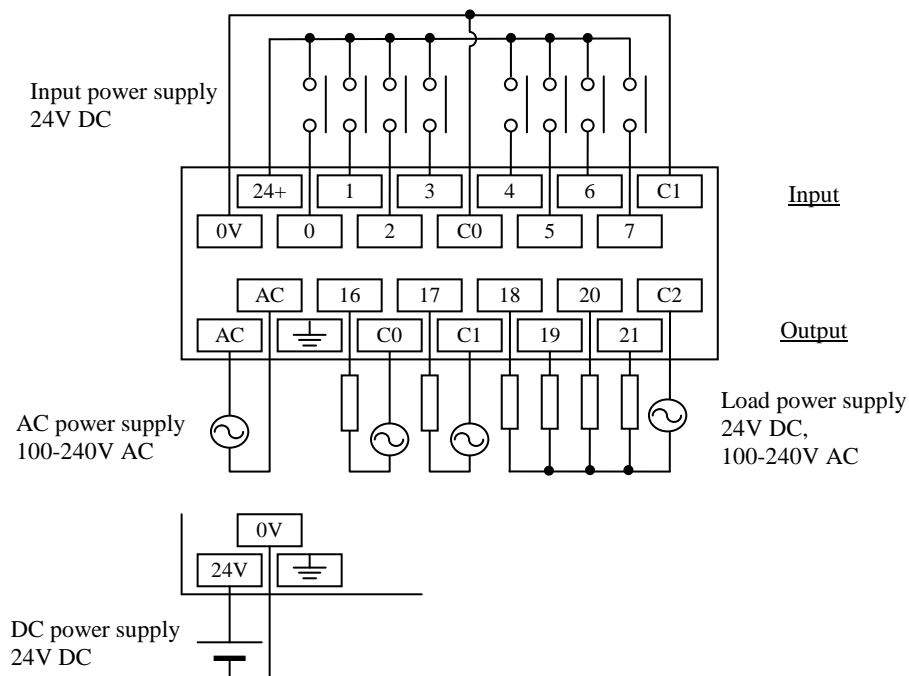 Input power supply
24V DC
24+ 1 3 4 6 C1
Input
0V 0 2 C0 5 7
AC 16 17 18 20 C2
AC C0 C1 19 21
Output
AC power supply
100-240V AC
Load power supply
24V DC,
100-240V AC
0V
24V
DC power supply
24V DC